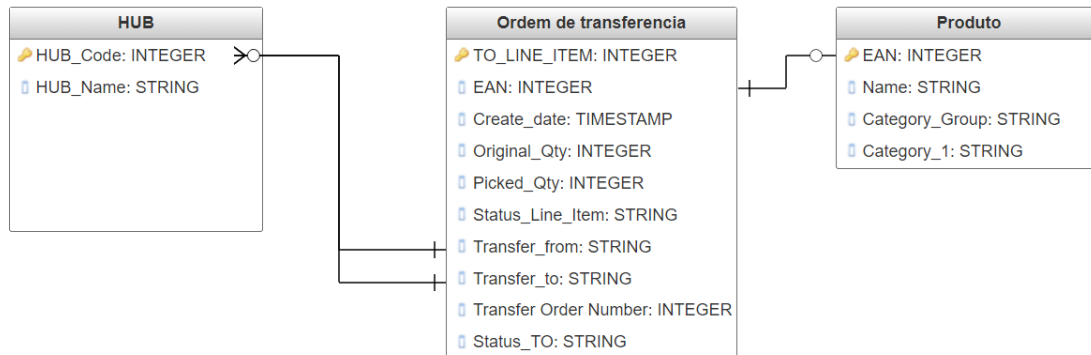 HUB
HUB_Code: INTEGER
HUB_Name: STRING
Ordem de transferencia
TO_LINE_ITEM: INTEGER
EAN: INTEGER
Create_date: TIMESTAMP
Original_Qty: INTEGER
Picked_Qty: INTEGER
Status_Line_Item: STRING
Transfer_from: STRING
Transfer_to: STRING
Transfer Order Number: INTEGER
Status_TO: STRING
Produto
EAN: INTEGER
Name: STRING
Category_Group: STRING
Category_1: STRING